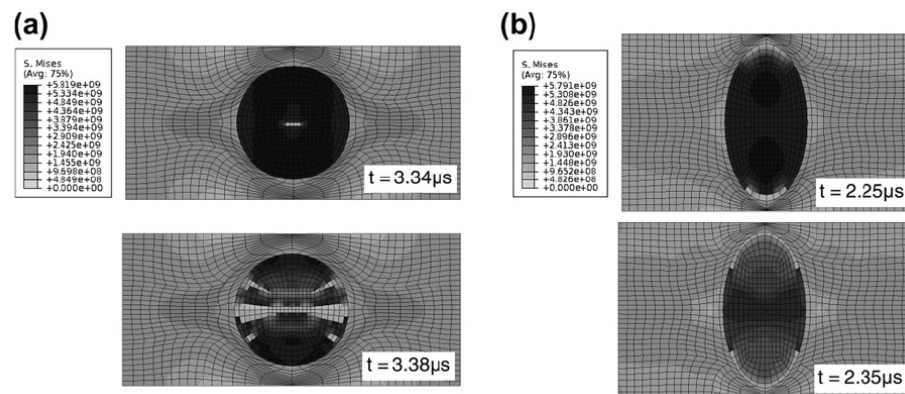 (a)
S, Mises
(Avg: 75%)
+5.819e+09
+5.334e+09
+4.849e+09
+4.364e+09
+3.879e+09
+3.394e+09
+2.909e+09
+2.425e+09
+1.940e+09
+1.455e+09
+9.698e+08
+4.849e+08
+0.000e+00
t = 3.34µs
t = 3.38µs
(b)
S, Mises
(Avg: 75%)
+5.791e+09
+5.308e+09
+4.826e+09
+4.343e+09
+3.861e+09
+3.378e+09
+2.896e+09
+2.413e+09
+1.930e+09
+1.448e+09
+9.652e+08
+4.826e+08
+0.000e+00
t = 2.25µs
t = 2.35µs